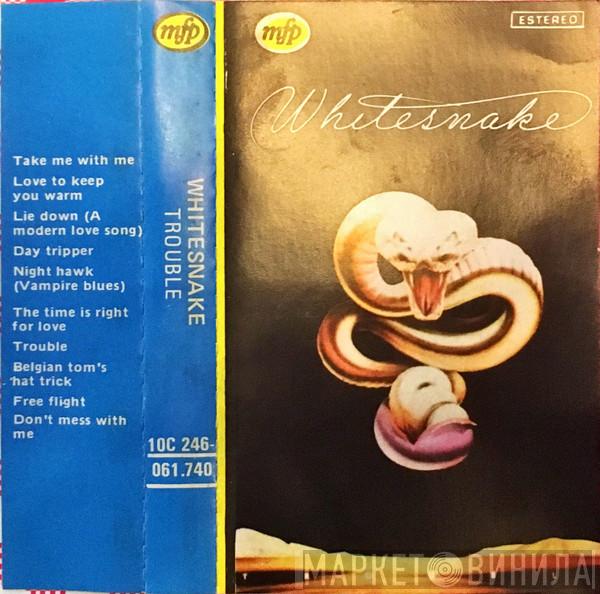 mfp
Take me with me
Love to keep
you warm
Lie down (A
modern love song)
Day tripper
Night hawk
(Vampire blues)
The time is right
for love
Trouble
Belgian tom's
hat trick
Free flight
Don't mess with
me
WHITESNAKE
TROUBLE
10C 246-
061.740
mfp
ESTEREO
Whitesnake
МАРКЕТ ВИНИЛА